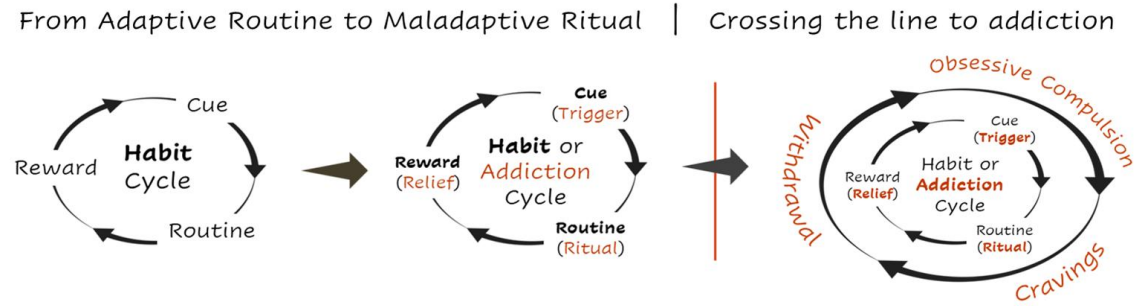 From Adaptive Routine to Maladaptive Ritual | Crossing the line to addiction
Cue
Reward
Habit
Cycle
Routine
Cue
(Trigger)
Reward
(Relief)
Habit or
Addiction
Cycle
Routine
(Ritual)
Obsessive Compulsion
Withdrawal
Cue
(Trigger)
Reward
(Relief)
Habit or
Addiction
Cycle
Routine
(Ritual)
Cravings